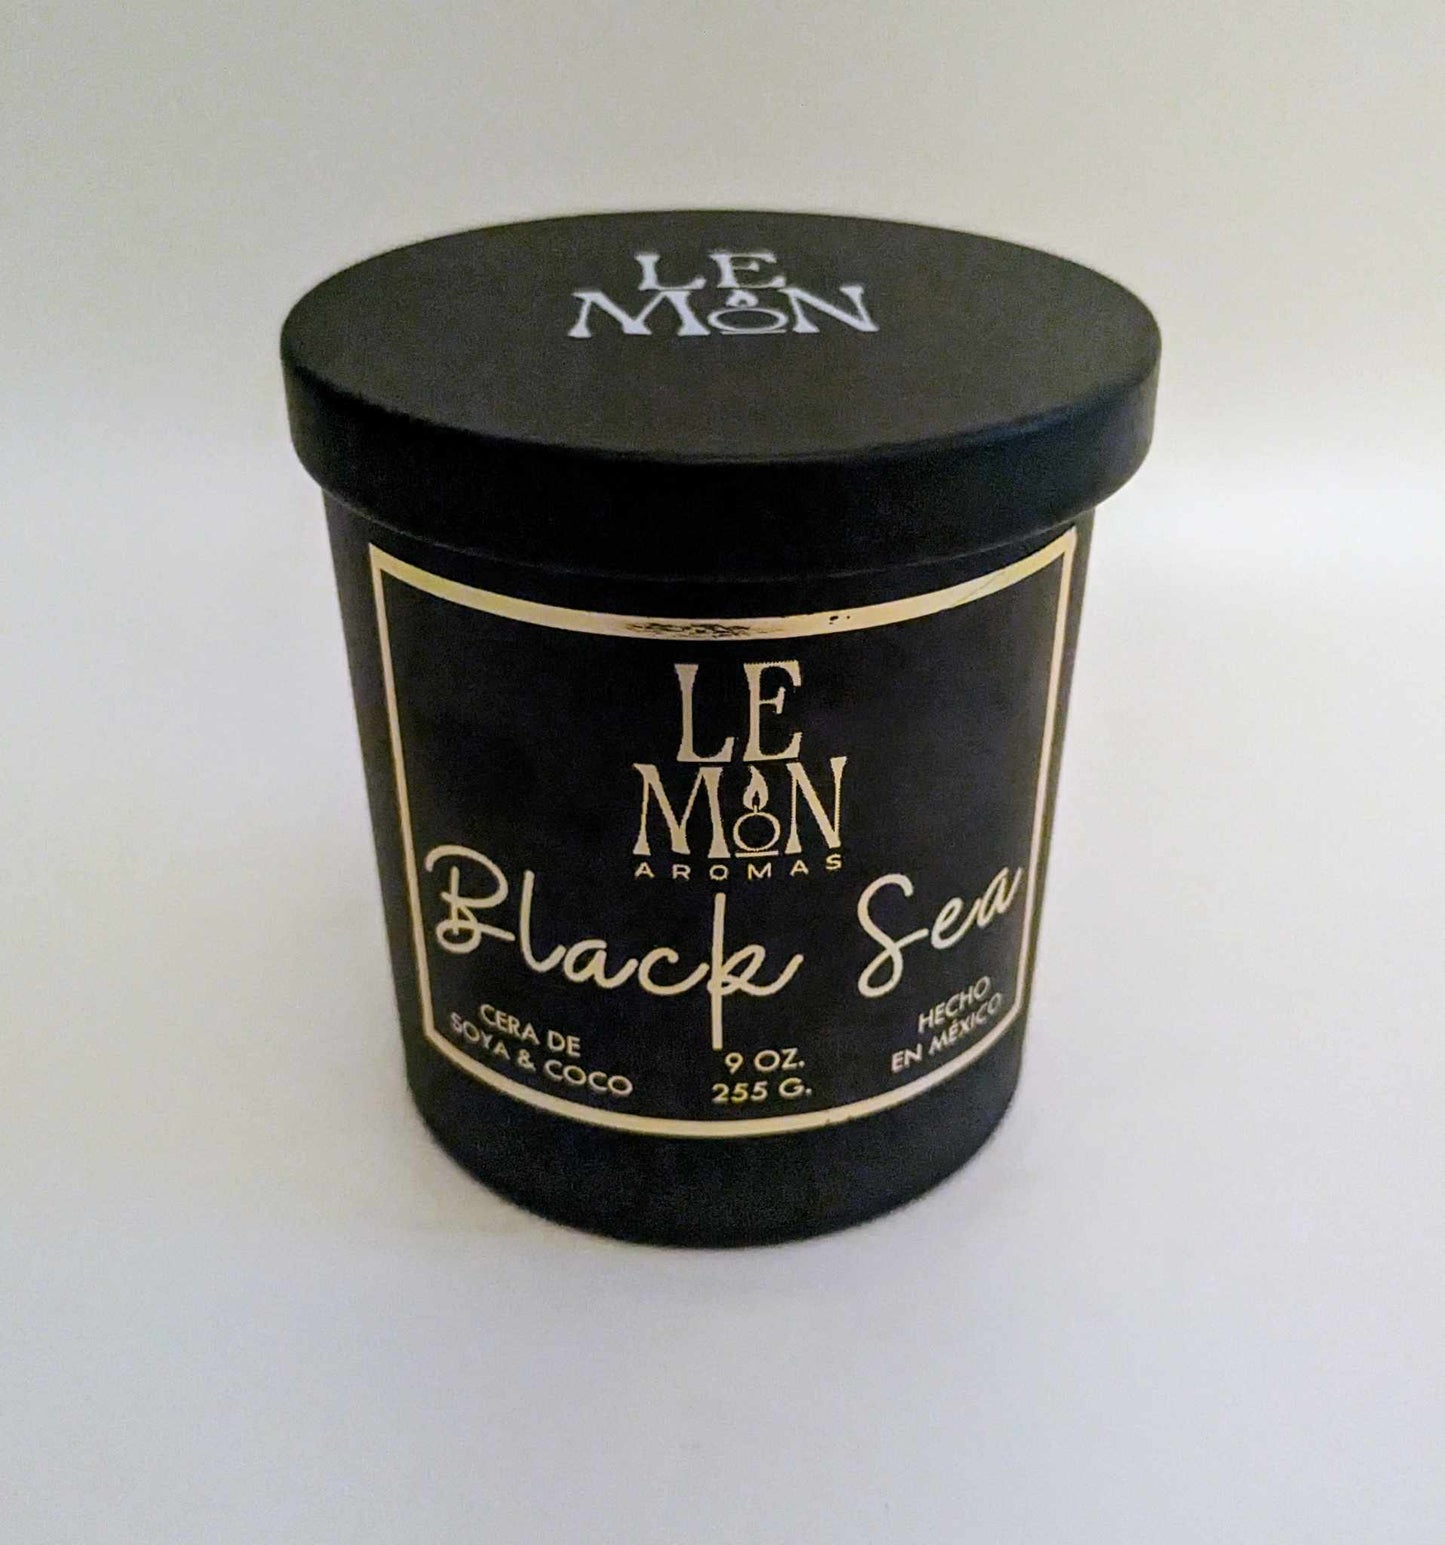 LE
MON
LE
MON
AROMAS
Black Sea
CERA DE
SOYA & COCO
9 OZ.
255 G.
HECHO
EN MÉXICO